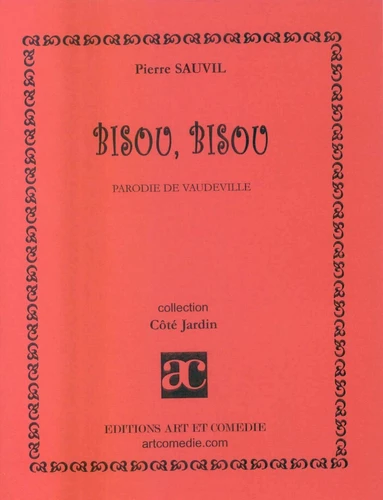 Pierre SAUVIL
BISOU, BISOU
PARODIE DE VAUDEVILLE
collection
Côté Jardin
ac
EDITIONS ART ET COMEDIE
artcomedie.com